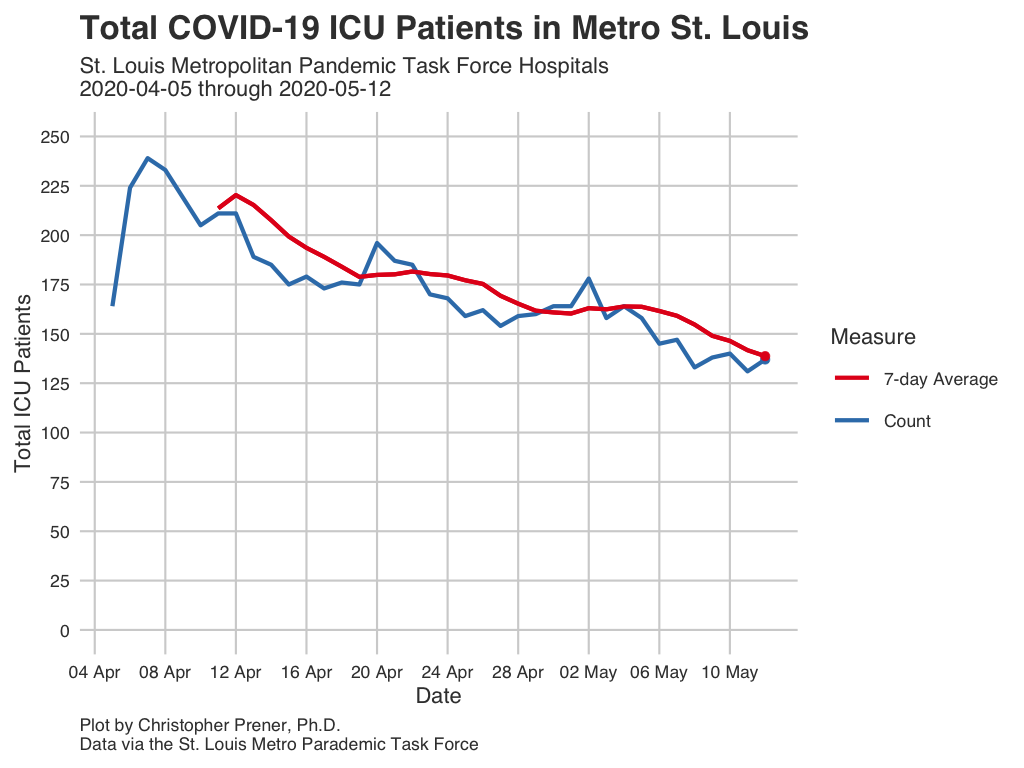 Total COVID-19 ICU Patients in Metro St. Louis
St. Louis Metropolitan Pandemic Task Force Hospitals
2020-04-05 through 2020-05-12
250
225
200
175
150
125
100
75
50
25
0
Total ICU Patients
04 Apr 08 Apr 12 Apr 16 Apr 20 Apr 24 Apr 28 Apr 02 May 06 May 10 May
Date
Measure
7-day Average
Count
Plot by Christopher Prener, Ph.D.
Data via the St. Louis Metro Parademic Task Force